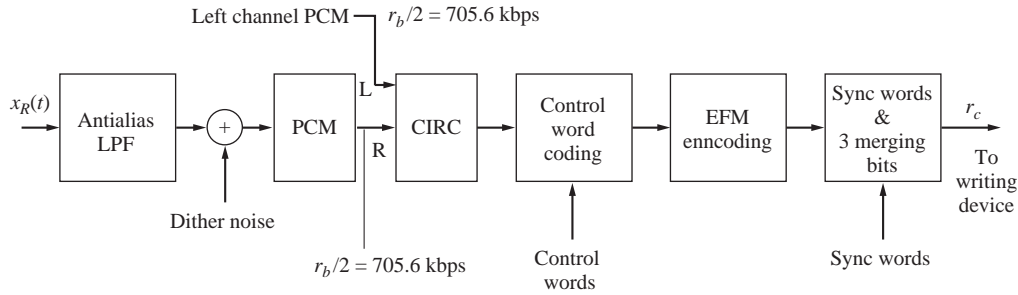 Left channel PCM
r_b/2 = 705.6 kbps
x_R(t)
Antialias
LPF
+
PCM
L
R
CIRC
Control
word
coding
EFM
enncoding
Sync words
&
3 merging
bits
r_c
To
writing
device
Dither noise
r_b/2 = 705.6 kbps
Control
words
Sync words